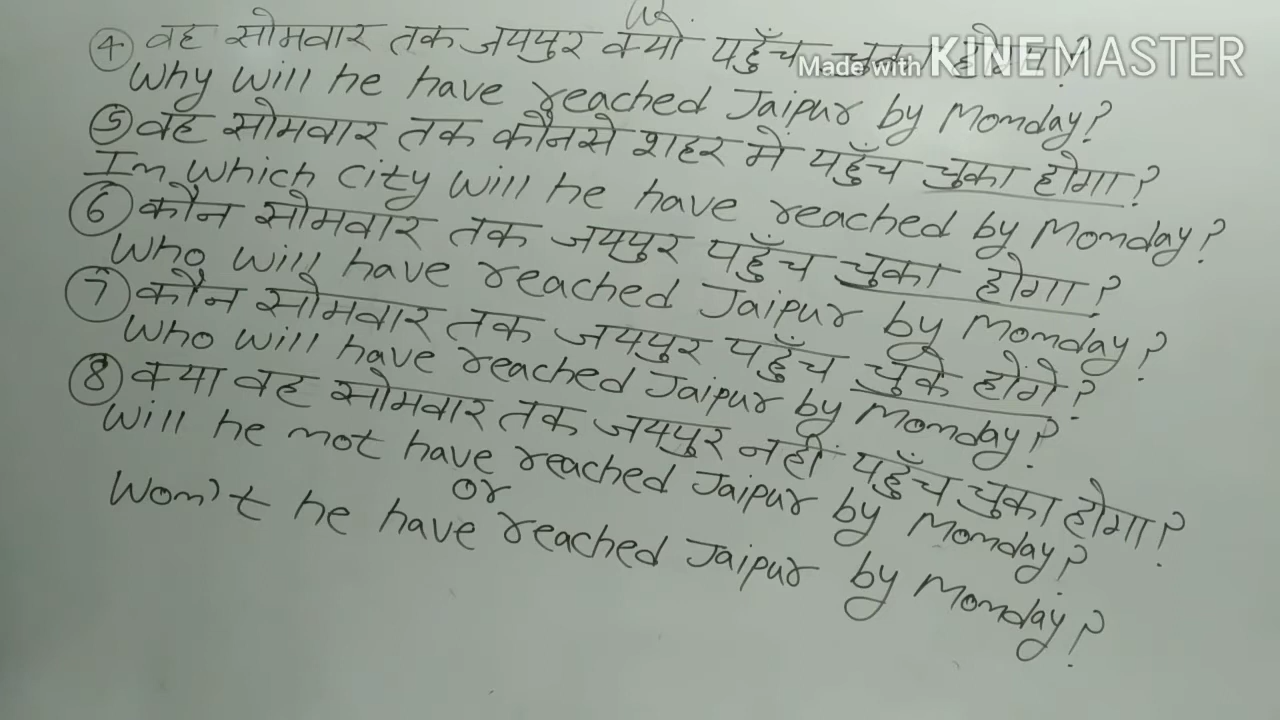 ④ वह सोमवार तक जयपुर क्यो पहुँच चुका होगा?
Made with KINEMASTER
Why will he have reached Jaipur by Monday?
⑤ वह सोमवार तक कौनसे शहर मे पहुँच चुका होगा?
In which city will he have reached by Monday?
⑥ कौन सोमवार तक जयपुर पहुँच चुका होगा?
Who will have reached Jaipur by Monday?
⑦ कौन सोमवार तक जयपुर पहुँच चुके होंगे?
Who will have reached Jaipur by Monday?
⑧ क्या वह सोमवार तक जयपुर नही पहुँच चुका होगा?
Will he not have reached Jaipur by Monday?
or
Won't he have reached Jaipur by Monday?